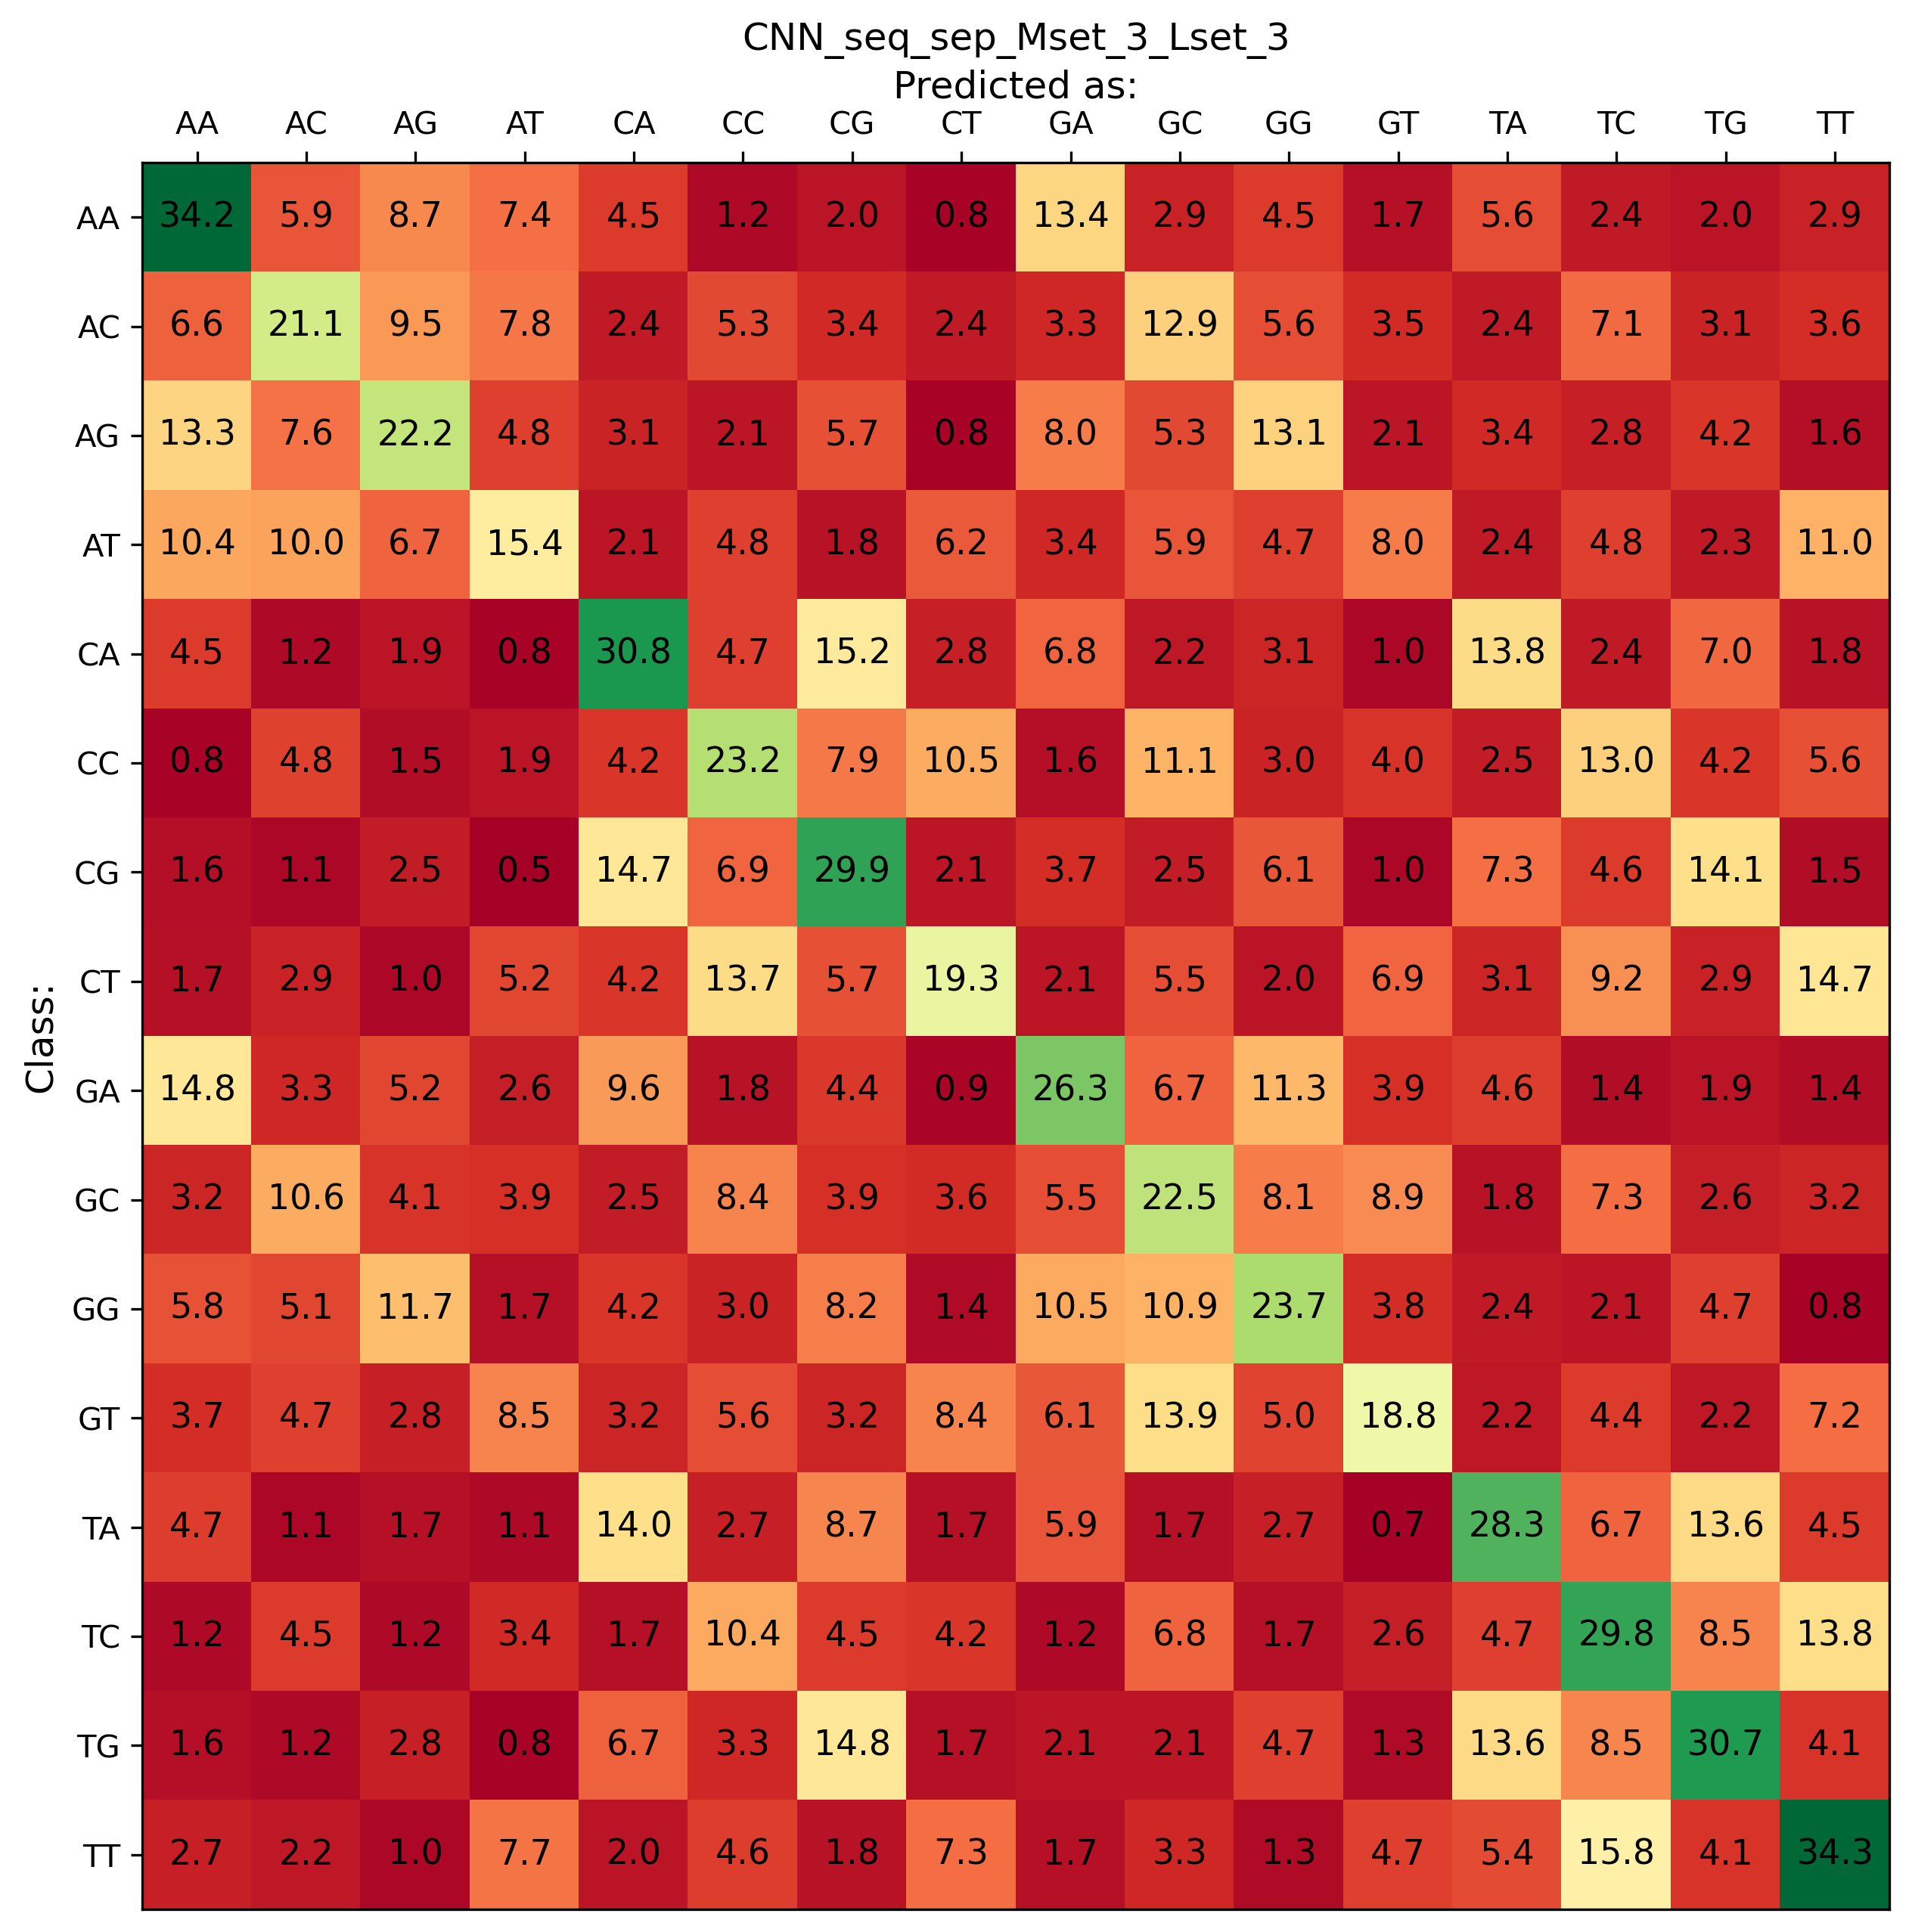 CNN_seq_sep_Mset_3_Lset_3
Predicted as:
AA AC AG AT CA CC CG CT GA GC GG GT TA TC TG TT
AA 34.2 5.9 8.7 7.4 4.5 1.2 2.0 0.8 13.4 2.9 4.5 1.7 5.6 2.4 2.0 2.9
AC 6.6 21.1 9.5 7.8 2.4 5.3 3.4 2.4 3.3 12.9 5.6 3.5 2.4 7.1 3.1 3.6
AG 13.3 7.6 22.2 4.8 3.1 2.1 5.7 0.8 8.0 5.3 13.1 2.1 3.4 2.8 4.2 1.6
AT 10.4 10.0 6.7 15.4 2.1 4.8 1.8 6.2 3.4 5.9 4.7 8.0 2.4 4.8 2.3 11.0
CA 4.5 1.2 1.9 0.8 30.8 4.7 15.2 2.8 6.8 2.2 3.1 1.0 13.8 2.4 7.0 1.8
CC 0.8 4.8 1.5 1.9 4.2 23.2 7.9 10.5 1.6 11.1 3.0 4.0 2.5 13.0 4.2 5.6
CG 1.6 1.1 2.5 0.5 14.7 6.9 29.9 2.1 3.7 2.5 6.1 1.0 7.3 4.6 14.1 1.5
CT 1.7 2.9 1.0 5.2 4.2 13.7 5.7 19.3 2.1 5.5 2.0 6.9 3.1 9.2 2.9 14.7
Class:
GA 14.8 3.3 5.2 2.6 9.6 1.8 4.4 0.9 26.3 6.7 11.3 3.9 4.6 1.4 1.9 1.4
GC 3.2 10.6 4.1 3.9 2.5 8.4 3.9 3.6 5.5 22.5 8.1 8.9 1.8 7.3 2.6 3.2
GG 5.8 5.1 11.7 1.7 4.2 3.0 8.2 1.4 10.5 10.9 23.7 3.8 2.4 2.1 4.7 0.8
GT 3.7 4.7 2.8 8.5 3.2 5.6 3.2 8.4 6.1 13.9 5.0 18.8 2.2 4.4 2.2 7.2
TA 4.7 1.1 1.7 1.1 14.0 2.7 8.7 1.7 5.9 1.7 2.7 0.7 28.3 6.7 13.6 4.5
TC 1.2 4.5 1.2 3.4 1.7 10.4 4.5 4.2 1.2 6.8 1.7 2.6 4.7 29.8 8.5 13.8
TG 1.6 1.2 2.8 0.8 6.7 3.3 14.8 1.7 2.1 2.1 4.7 1.3 13.6 8.5 30.7 4.1
TT 2.7 2.2 1.0 7.7 2.0 4.6 1.8 7.3 1.7 3.3 1.3 4.7 5.4 15.8 4.1 34.3